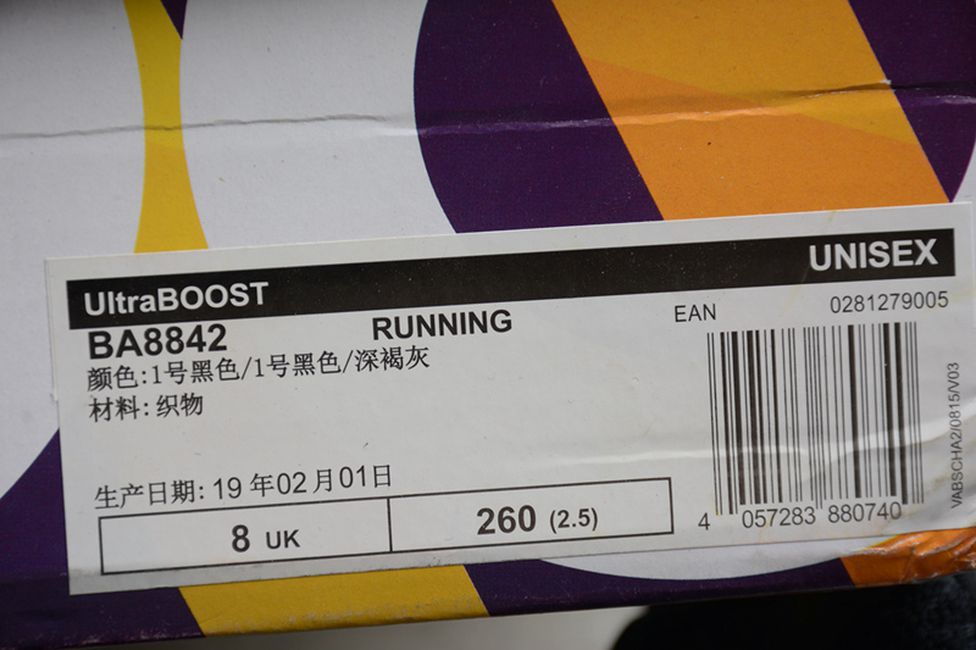 UltraBOOST UNISEX
BA8842 RUNNING EAN 0281279005
颜色:1号黑色/1号黑色/深褐灰
材料:织物
生产日期:19年02月01日
8 UK 260 (2.5)
4 057283 880740
VABSCHA2/0815/V03